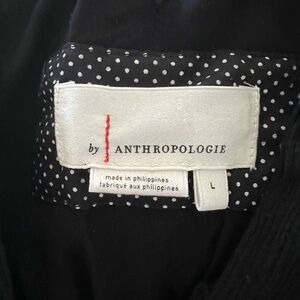 by ANTHROPOLOGIE
made in philippines
fabriqué aux philippines
L